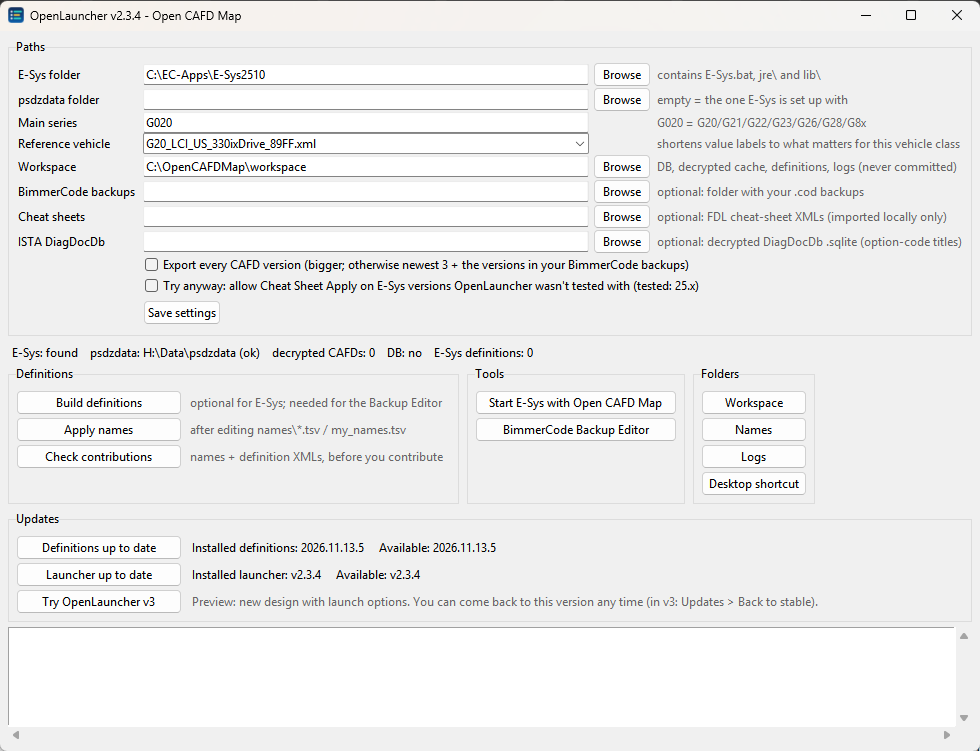 OpenLauncher v2.3.4 - Open CAFD Map
Paths
E-Sys folder C:\EC-Apps\E-Sys2510 Browse contains E-Sys.bat, jre\ and lib\
psdzdata folder Browse empty = the one E-Sys is set up with
Main series G020 G020 = G20/G21/G22/G23/G26/G28/G8x
Reference vehicle G20_LCI_US_330ixDrive_89FF.xml shortens value labels to what matters for this vehicle class
Workspace C:\OpenCAFDMap\workspace Browse DB, decrypted cache, definitions, logs (never committed)
BimmerCode backups Browse optional: folder with your .cod backups
Cheat sheets Browse optional: FDL cheat-sheet XMLs (imported locally only)
ISTA DiagDocDb Browse optional: decrypted DiagDocDb .sqlite (option-code titles)
Export every CAFD version (bigger; otherwise newest 3 + the versions in your BimmerCode backups)
Try anyway: allow Cheat Sheet Apply on E-Sys versions OpenLauncher wasn't tested with (tested: 25.x)
Save settings
E-Sys: found psdzdata: H:\Data\psdzdata (ok) decrypted CAFDs: 0 DB: no E-Sys definitions: 0
Definitions Tools Folders
Build definitions optional for E-Sys; needed for the Backup Editor Start E-Sys with Open CAFD Map Workspace
Apply names after editing names\*.tsv / my_names.tsv BimmerCode Backup Editor Names
Check contributions names + definition XMLs, before you contribute Logs
Desktop shortcut
Updates
Definitions up to date Installed definitions: 2026.11.13.5 Available: 2026.11.13.5
Launcher up to date Installed launcher: v2.3.4 Available: v2.3.4
Try OpenLauncher v3 Preview: new design with launch options. You can come back to this version any time (in v3: Updates > Back to stable).